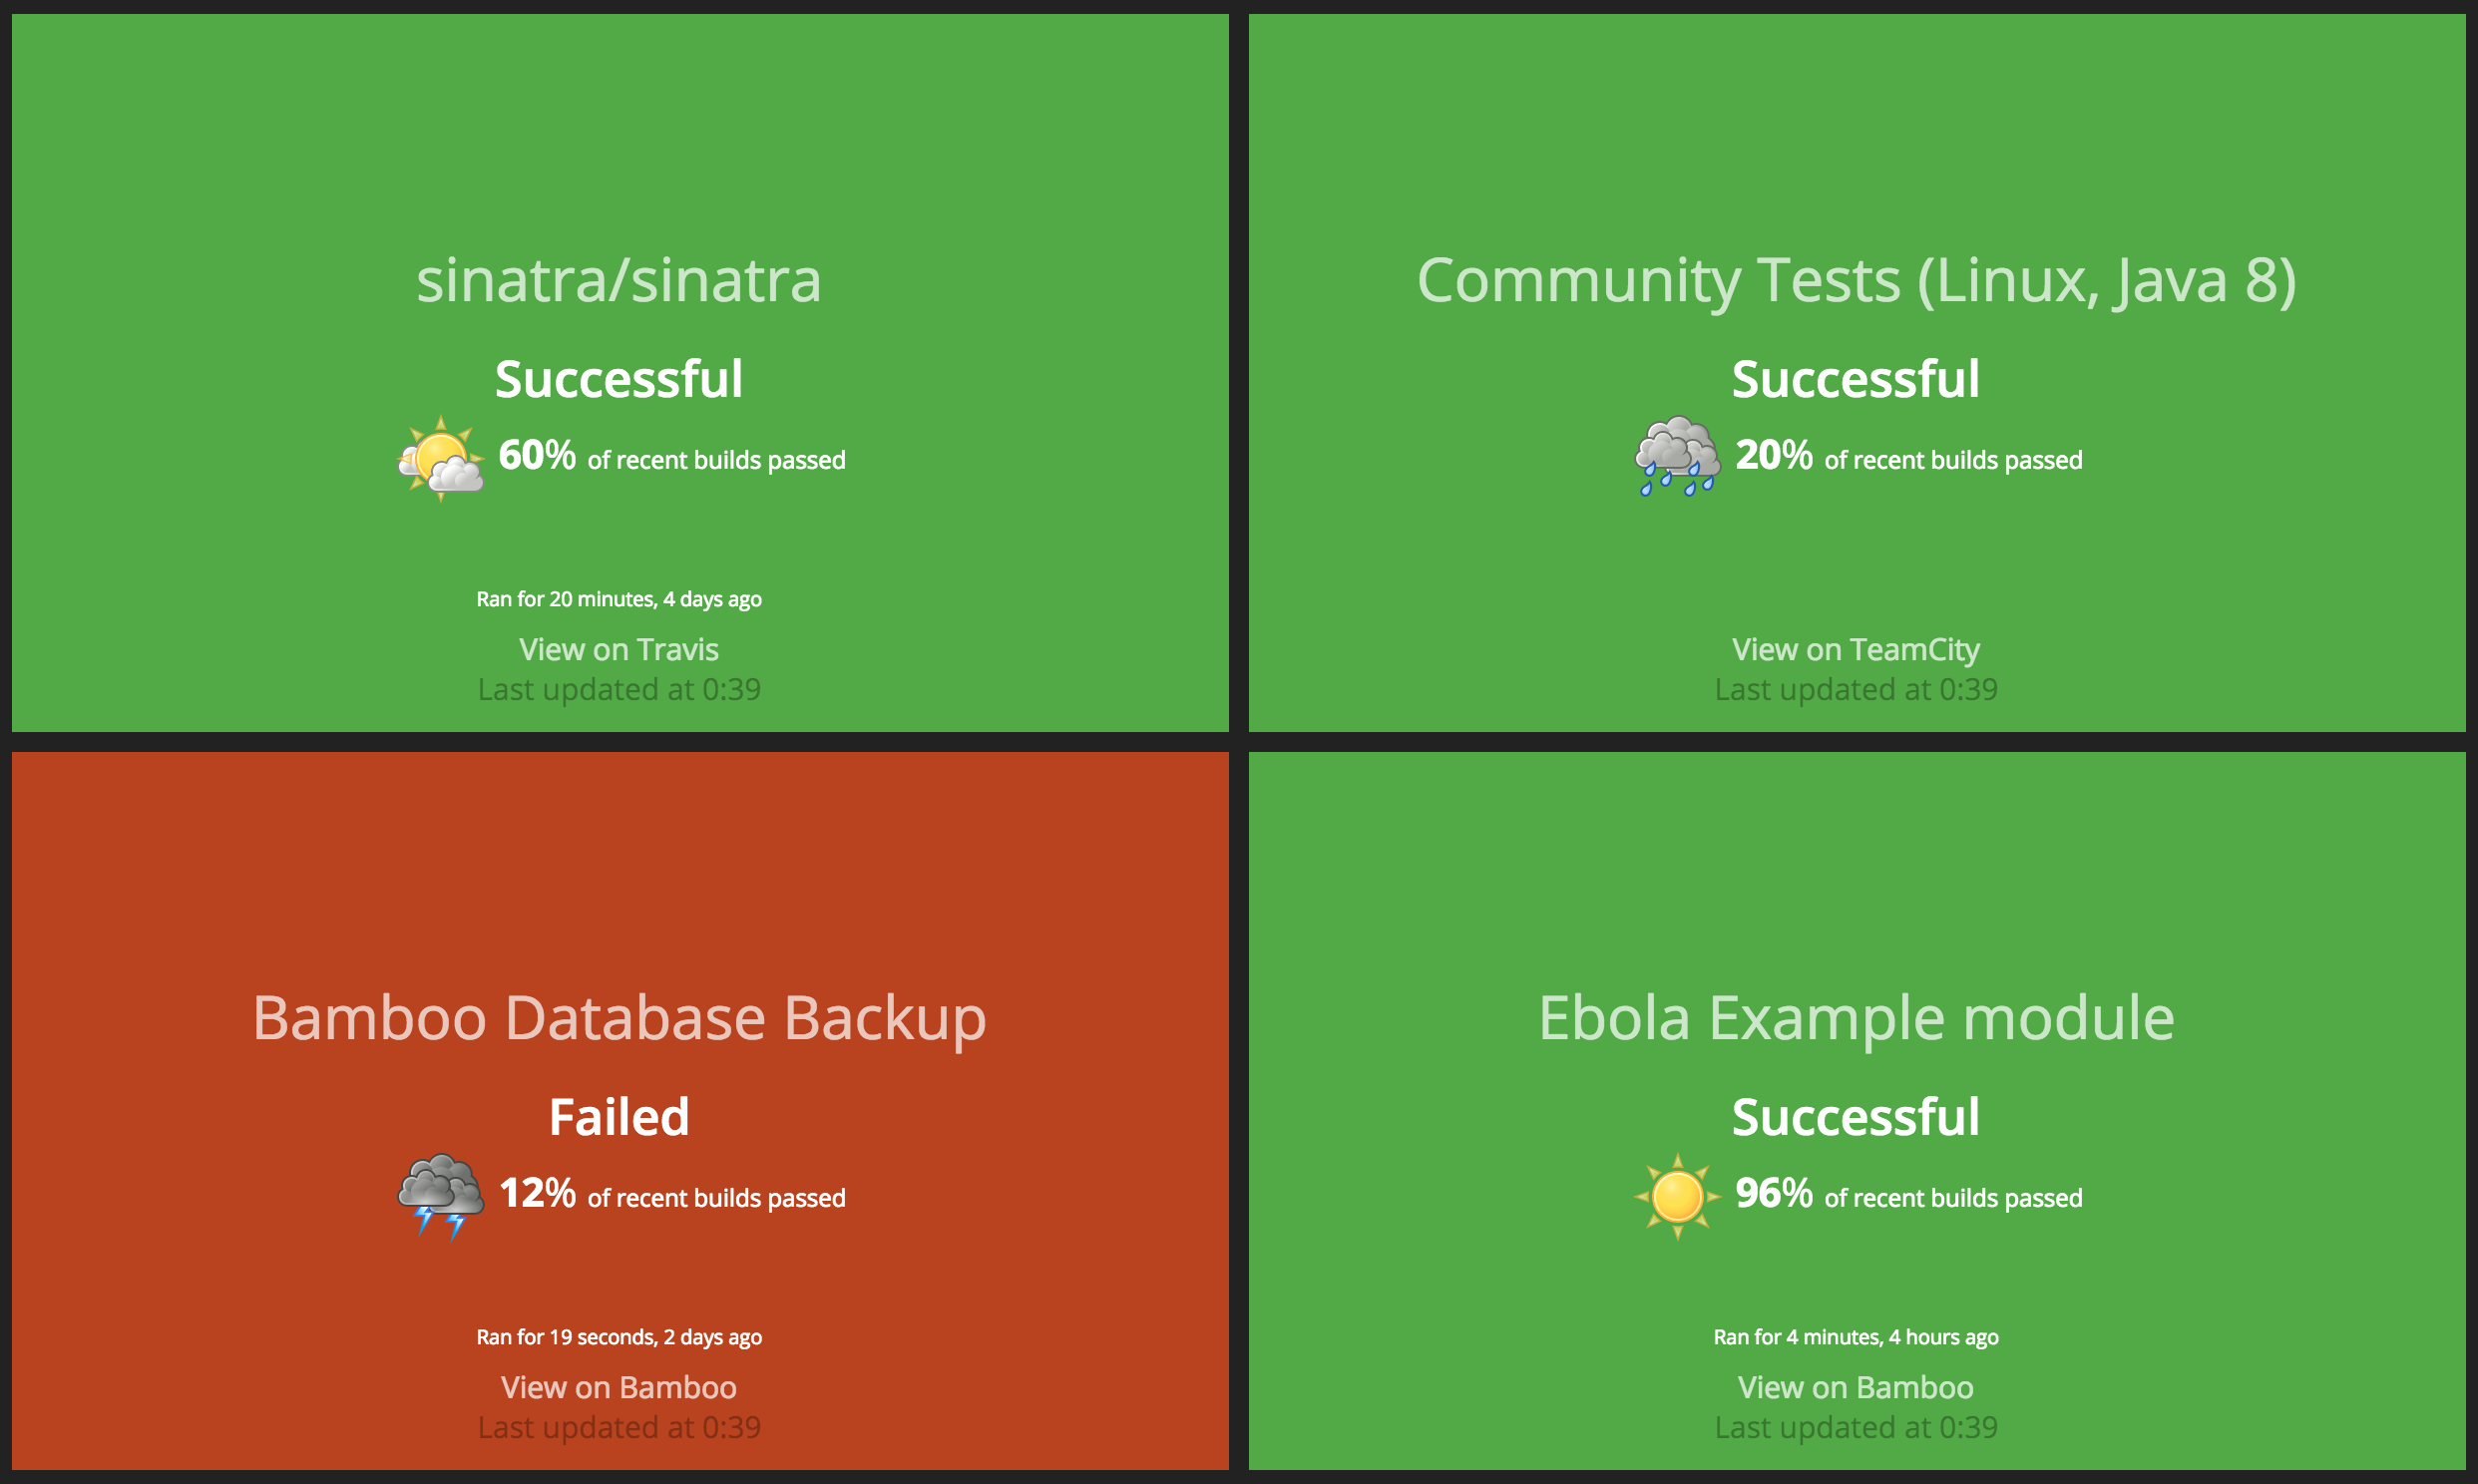 sinatra/sinatra
Successful
60% of recent builds passed
Ran for 20 minutes, 4 days ago
View on Travis
Last updated at 0:39
Community Tests (Linux, Java 8)
Successful
20% of recent builds passed
View on TeamCity
Last updated at 0:39
Bamboo Database Backup
Failed
12% of recent builds passed
Ran for 19 seconds, 2 days ago
View on Bamboo
Last updated at 0:39
Ebola Example module
Successful
96% of recent builds passed
Ran for 4 minutes, 4 hours ago
View on Bamboo
Last updated at 0:39